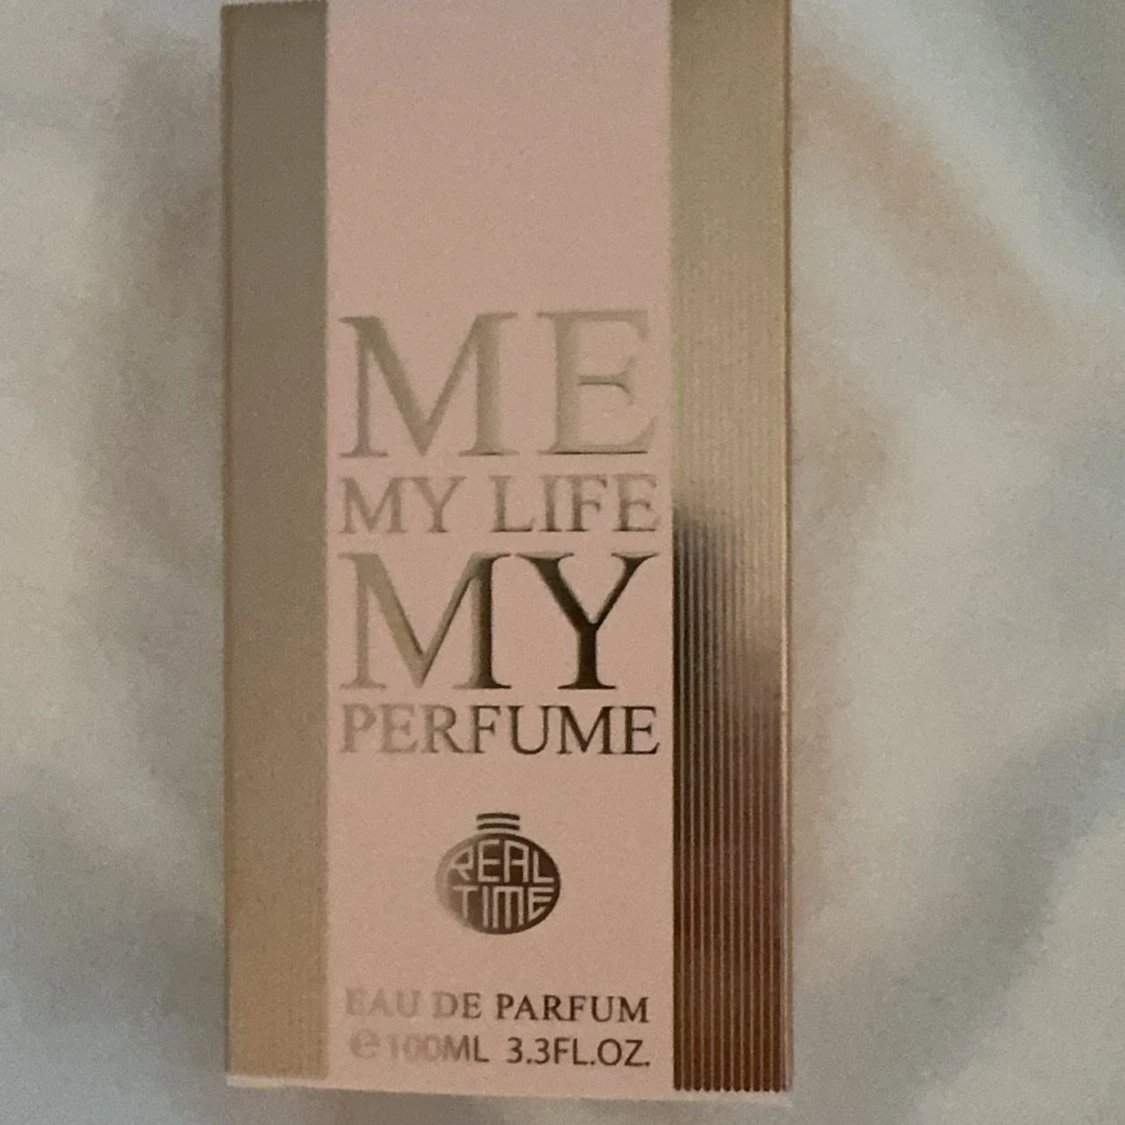 ME
MY LIFE
MY
PERFUME
REAL
TIME
EAU DE PARFUM
℮100ML 3.3FL.OZ.